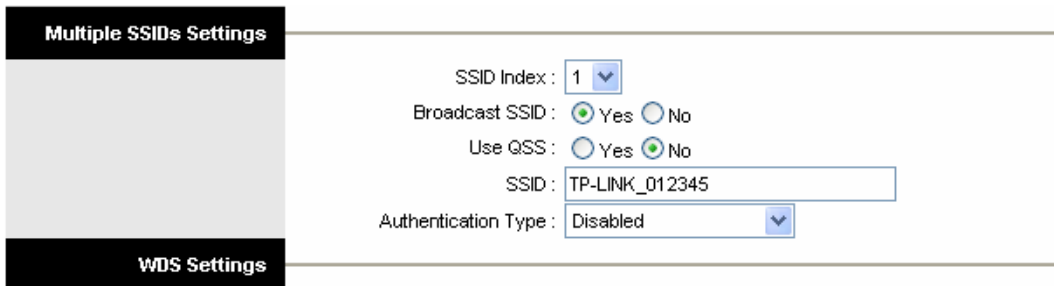 Multiple SSIDs Settings
SSID Index : 1
Broadcast SSID : Yes No
Use QSS : Yes No
SSID : TP-LINK_012345
Authentication Type : Disabled
WDS Settings